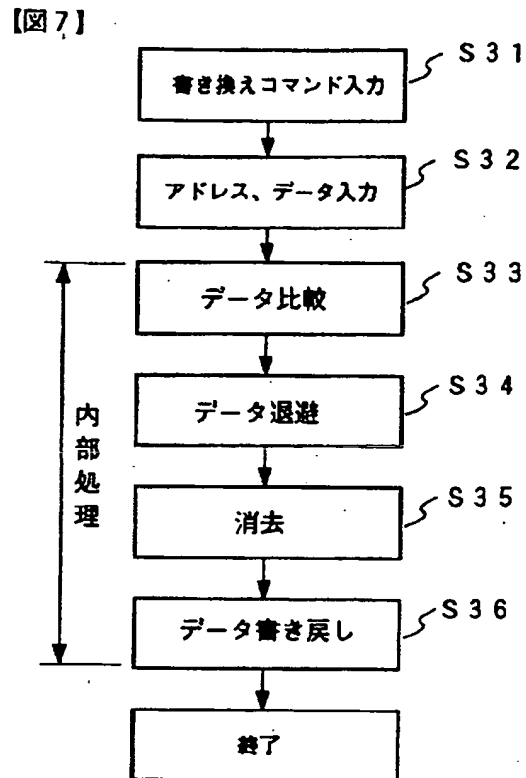 【図7】
書き換えコマンド入力
S31
アドレス、データ入力
S32
データ比較
S33
データ退避
S34
内部処理
消去
S35
データ書き戻し
S36
終了